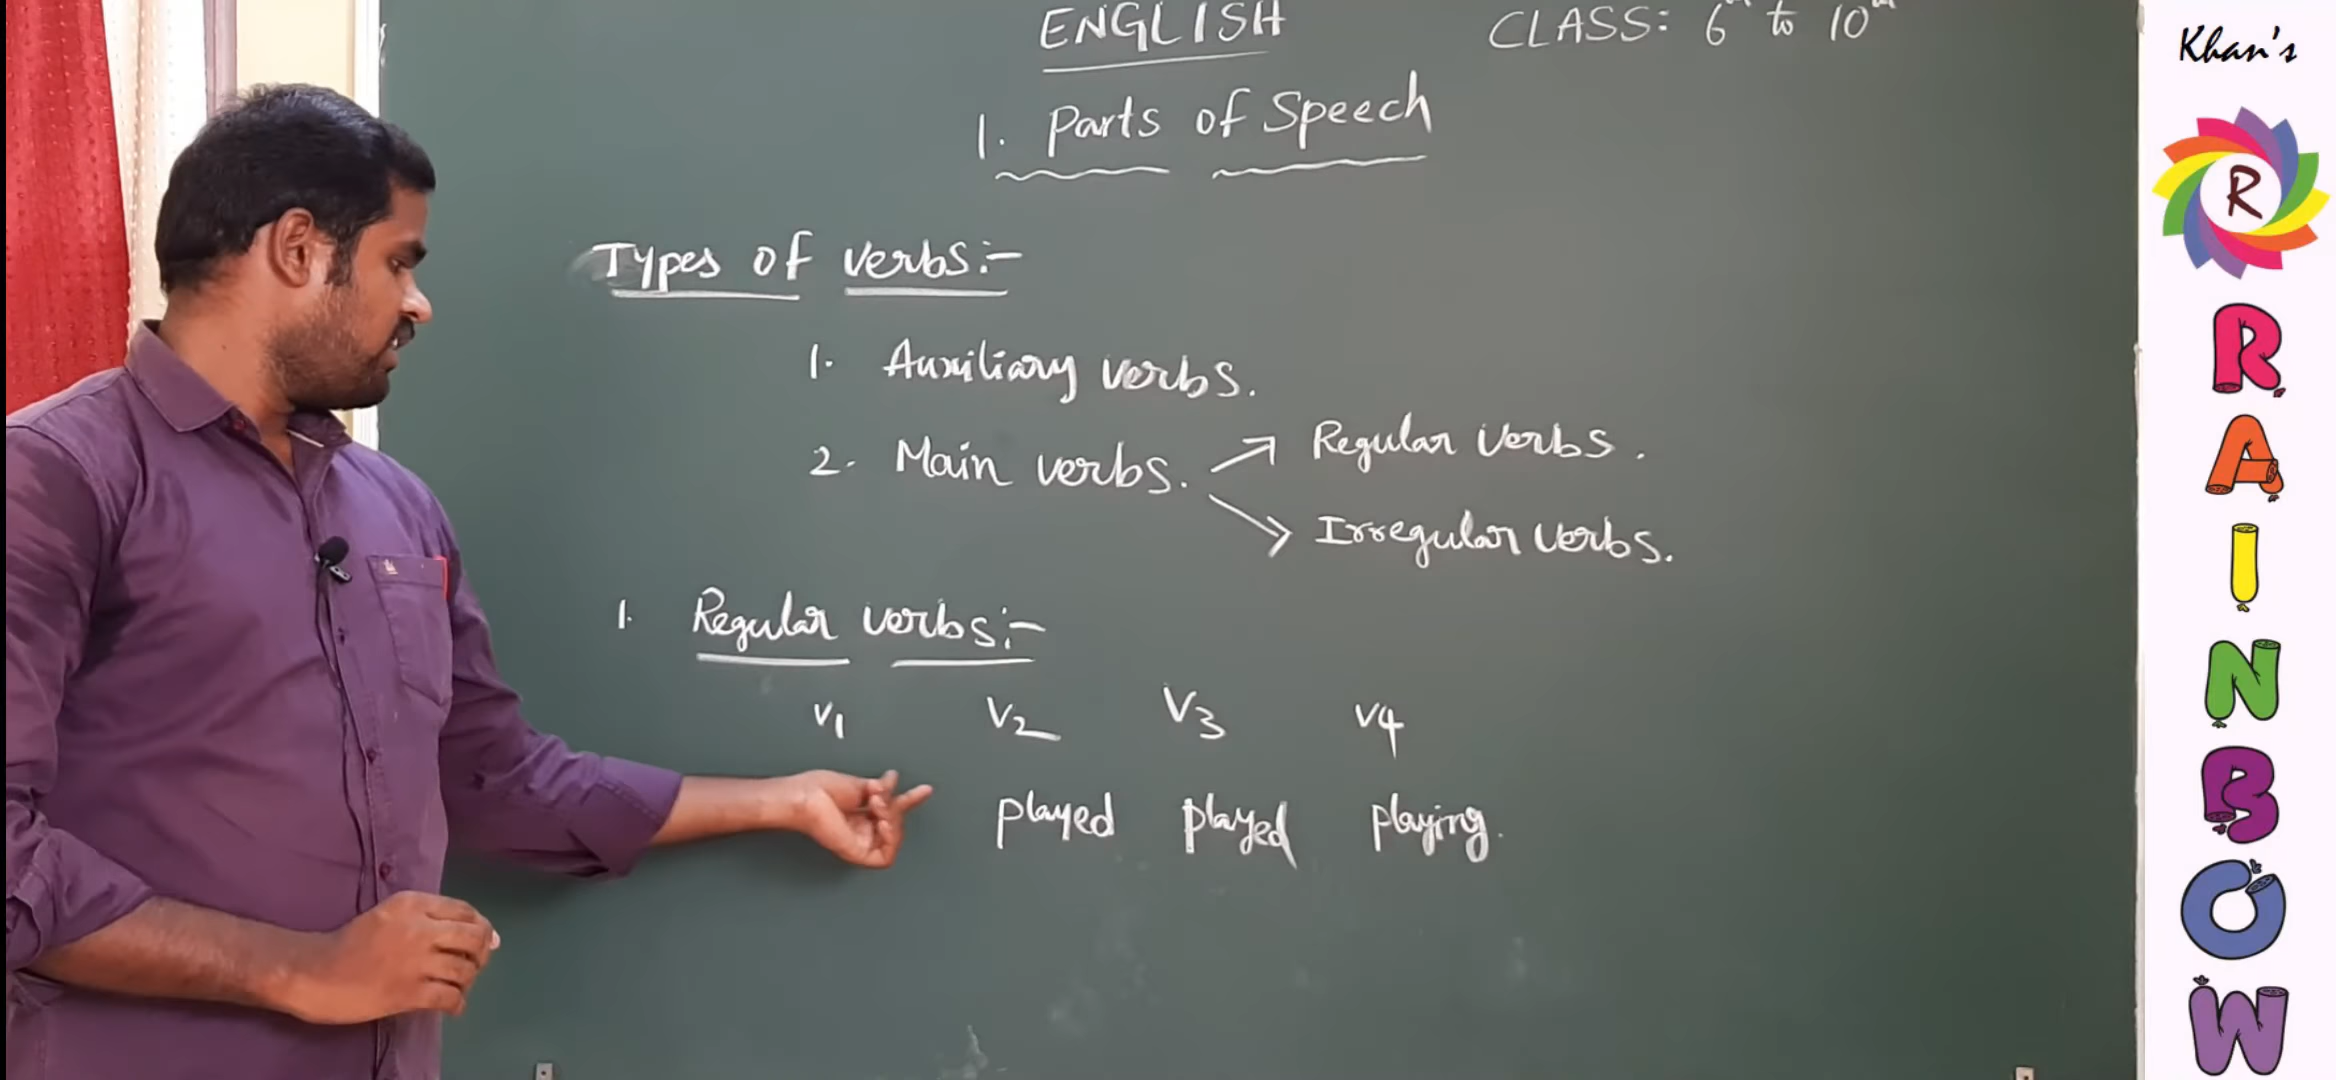 ENGLISH
CLASS: 6th to 10th
1. Parts of Speech
Types of verbs:-
1. Auxiliary verbs.
2. Main verbs.
Regular verbs.
Irregular verbs.
1. Regular verbs:-
V1 V2 V3 V4
played played playing.
Khan's
R
RAINBOW